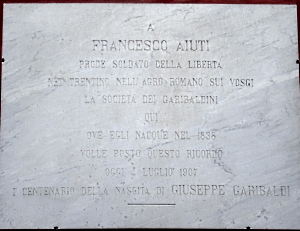 A
FRANCESCO AIUTI
PRODE SOLDATO DELLA LIBERTÀ
NEL TRENTINO NELL'AGRO ROMANO SUI VOSGI
LA SOCIETÀ DEI GARIBALDINI
QUI
OVE EGLI NACQUE NEL 1838
VOLLE POSTO QUESTO RICORDO
OGGI 4 LUGLIO 1907
I CENTENARIO DELLA NASCITA DI GIUSEPPE GARIBALDI